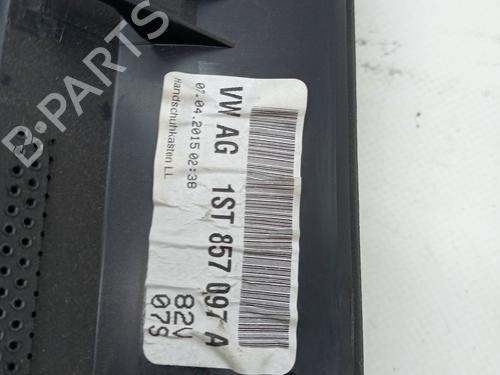 B-PARTS
VW AG 1ST 857 097 A
07.04.2015 02:38
Handschuhkasten LL
82V
07S